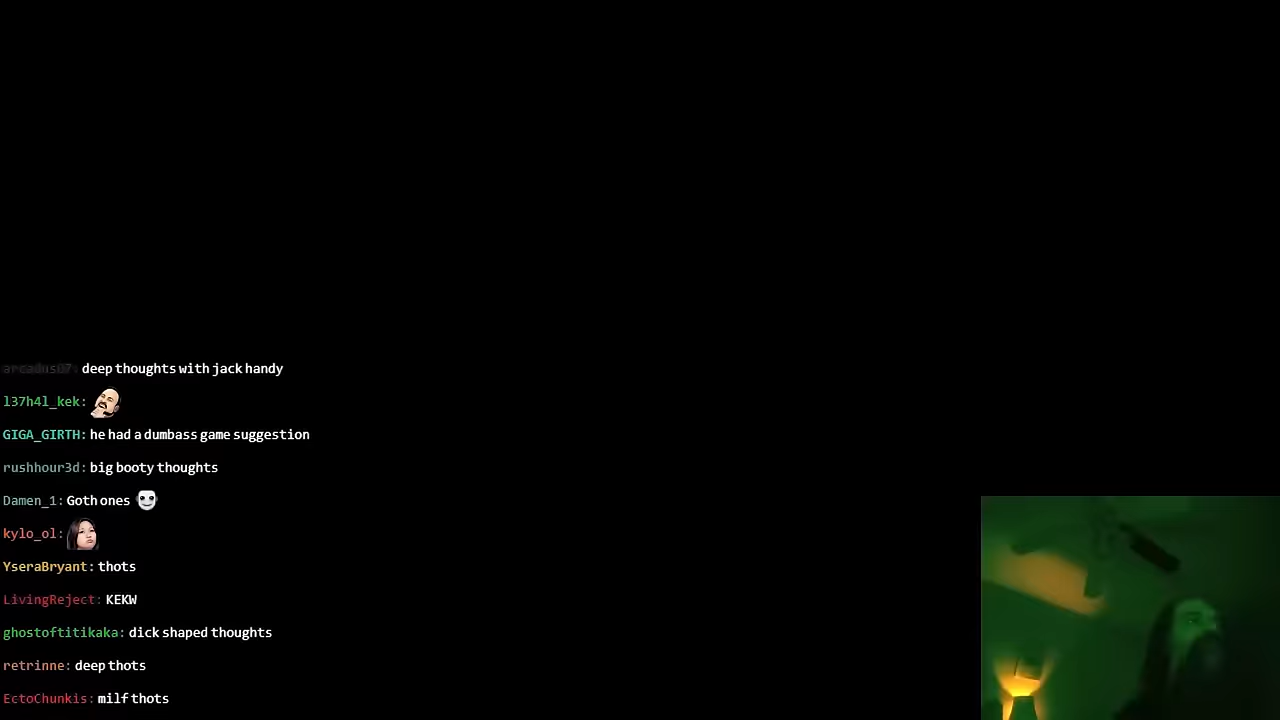 arcadus07: deep thoughts with jack handy
l37h4l_kek:
GIGA_GIRTH: he had a dumbass game suggestion
rushhour3d: big booty thoughts
Damen_1: Goth ones
kylo_ol:
YseraBryant: thots
LivingReject: KEKW
ghostoftitikaka: dick shaped thoughts
retrinne: deep thots
EctoChunkis: milf thots